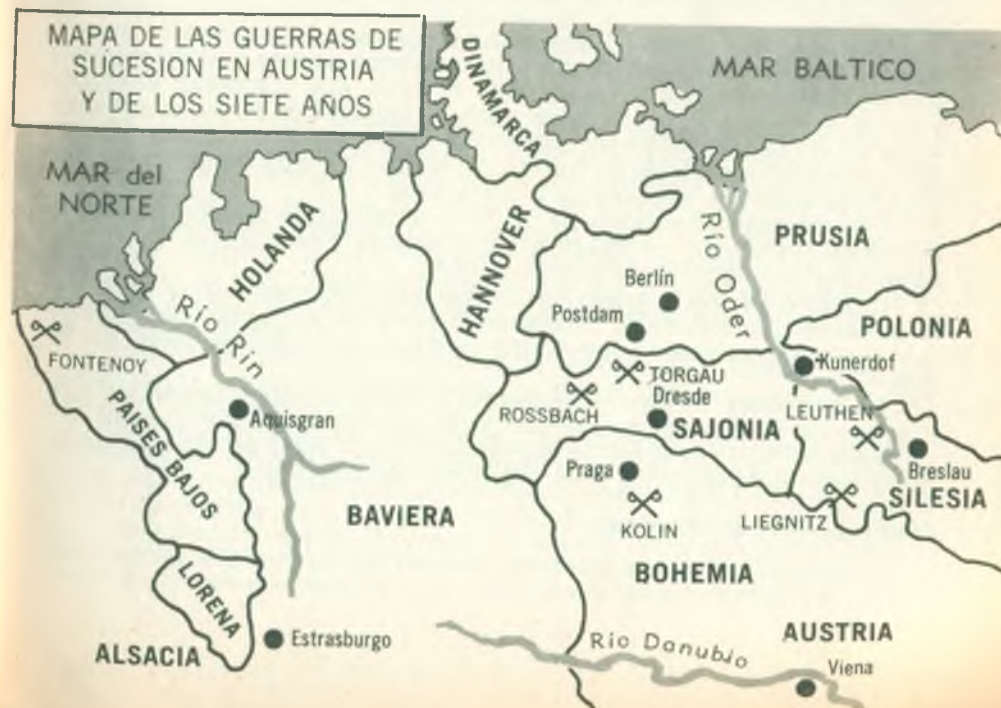 MAPA DE LAS GUERRAS DE
SUCESION EN AUSTRIA
Y DE LOS SIETE AÑOS
DINAMARCA
MAR BALTICO
MAR del
NORTE
HOLANDA
HANNOVER
Río Oder
PRUSIA
Berlín
Postdam
Río Rin
POLONIA
FONTENOY
Kunerdof
TORGAU
Dresde
ROSSBACH
LEUTHEN
PAISES BAJOS
Aquisgran
SAJONIA
Breslau
Praga
SILESIA
BAVIERA
KOLIN
LIEGNITZ
BOHEMIA
LORENA
Estrasburgo
ALSACIA
Río Danubio
AUSTRIA
Viena